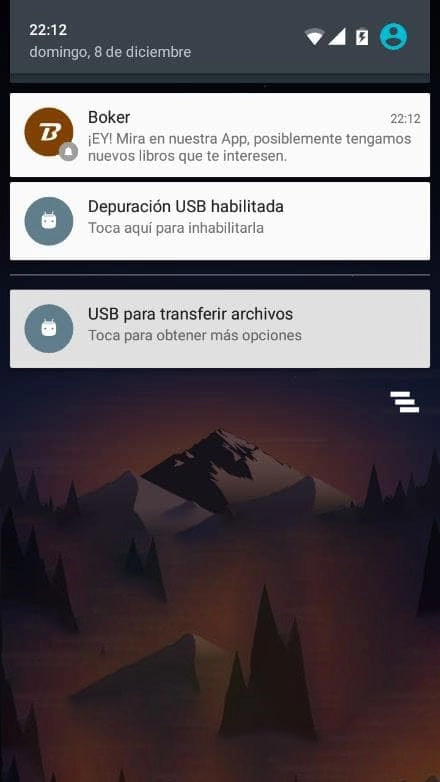 22:12
domingo, 8 de diciembre
B
Boker
22:12
¡EY! Mira en nuestra App, posiblemente tengamos
nuevos libros que te interesen.
Depuración USB habilitada
Toca aquí para inhabilitarla
USB para transferir archivos
Toca para obtener más opciones